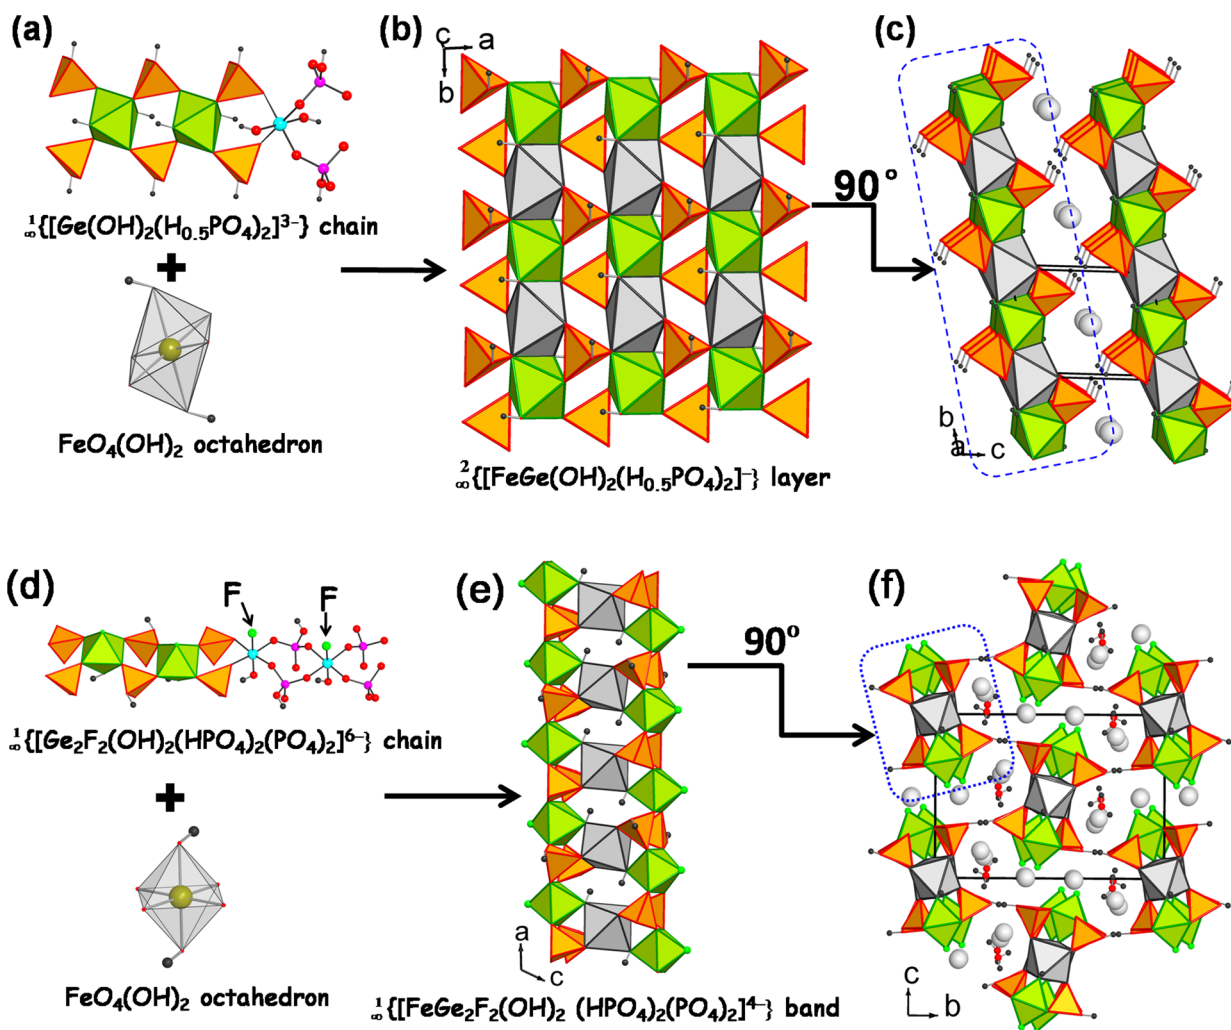 (a)
(b)
(c)
c a
b
90°
¹∞{[Ge(OH)₂(H₀.₅PO₄)₂]³⁻} chain
+
FeO₄(OH)₂ octahedron
²∞{[FeGe(OH)₂(H₀.₅PO₄)₂]⁻} layer
b
a c
(d)
F F
(e)
(f)
90°
¹∞{[Ge₂F₂(OH)₂(HPO₄)₂(PO₄)₂]⁶⁻} chain
+
FeO₄(OH)₂ octahedron
a
c
¹∞{[FeGe₂F₂(OH)₂ (HPO₄)₂(PO₄)₂]⁴⁻} band
c
b